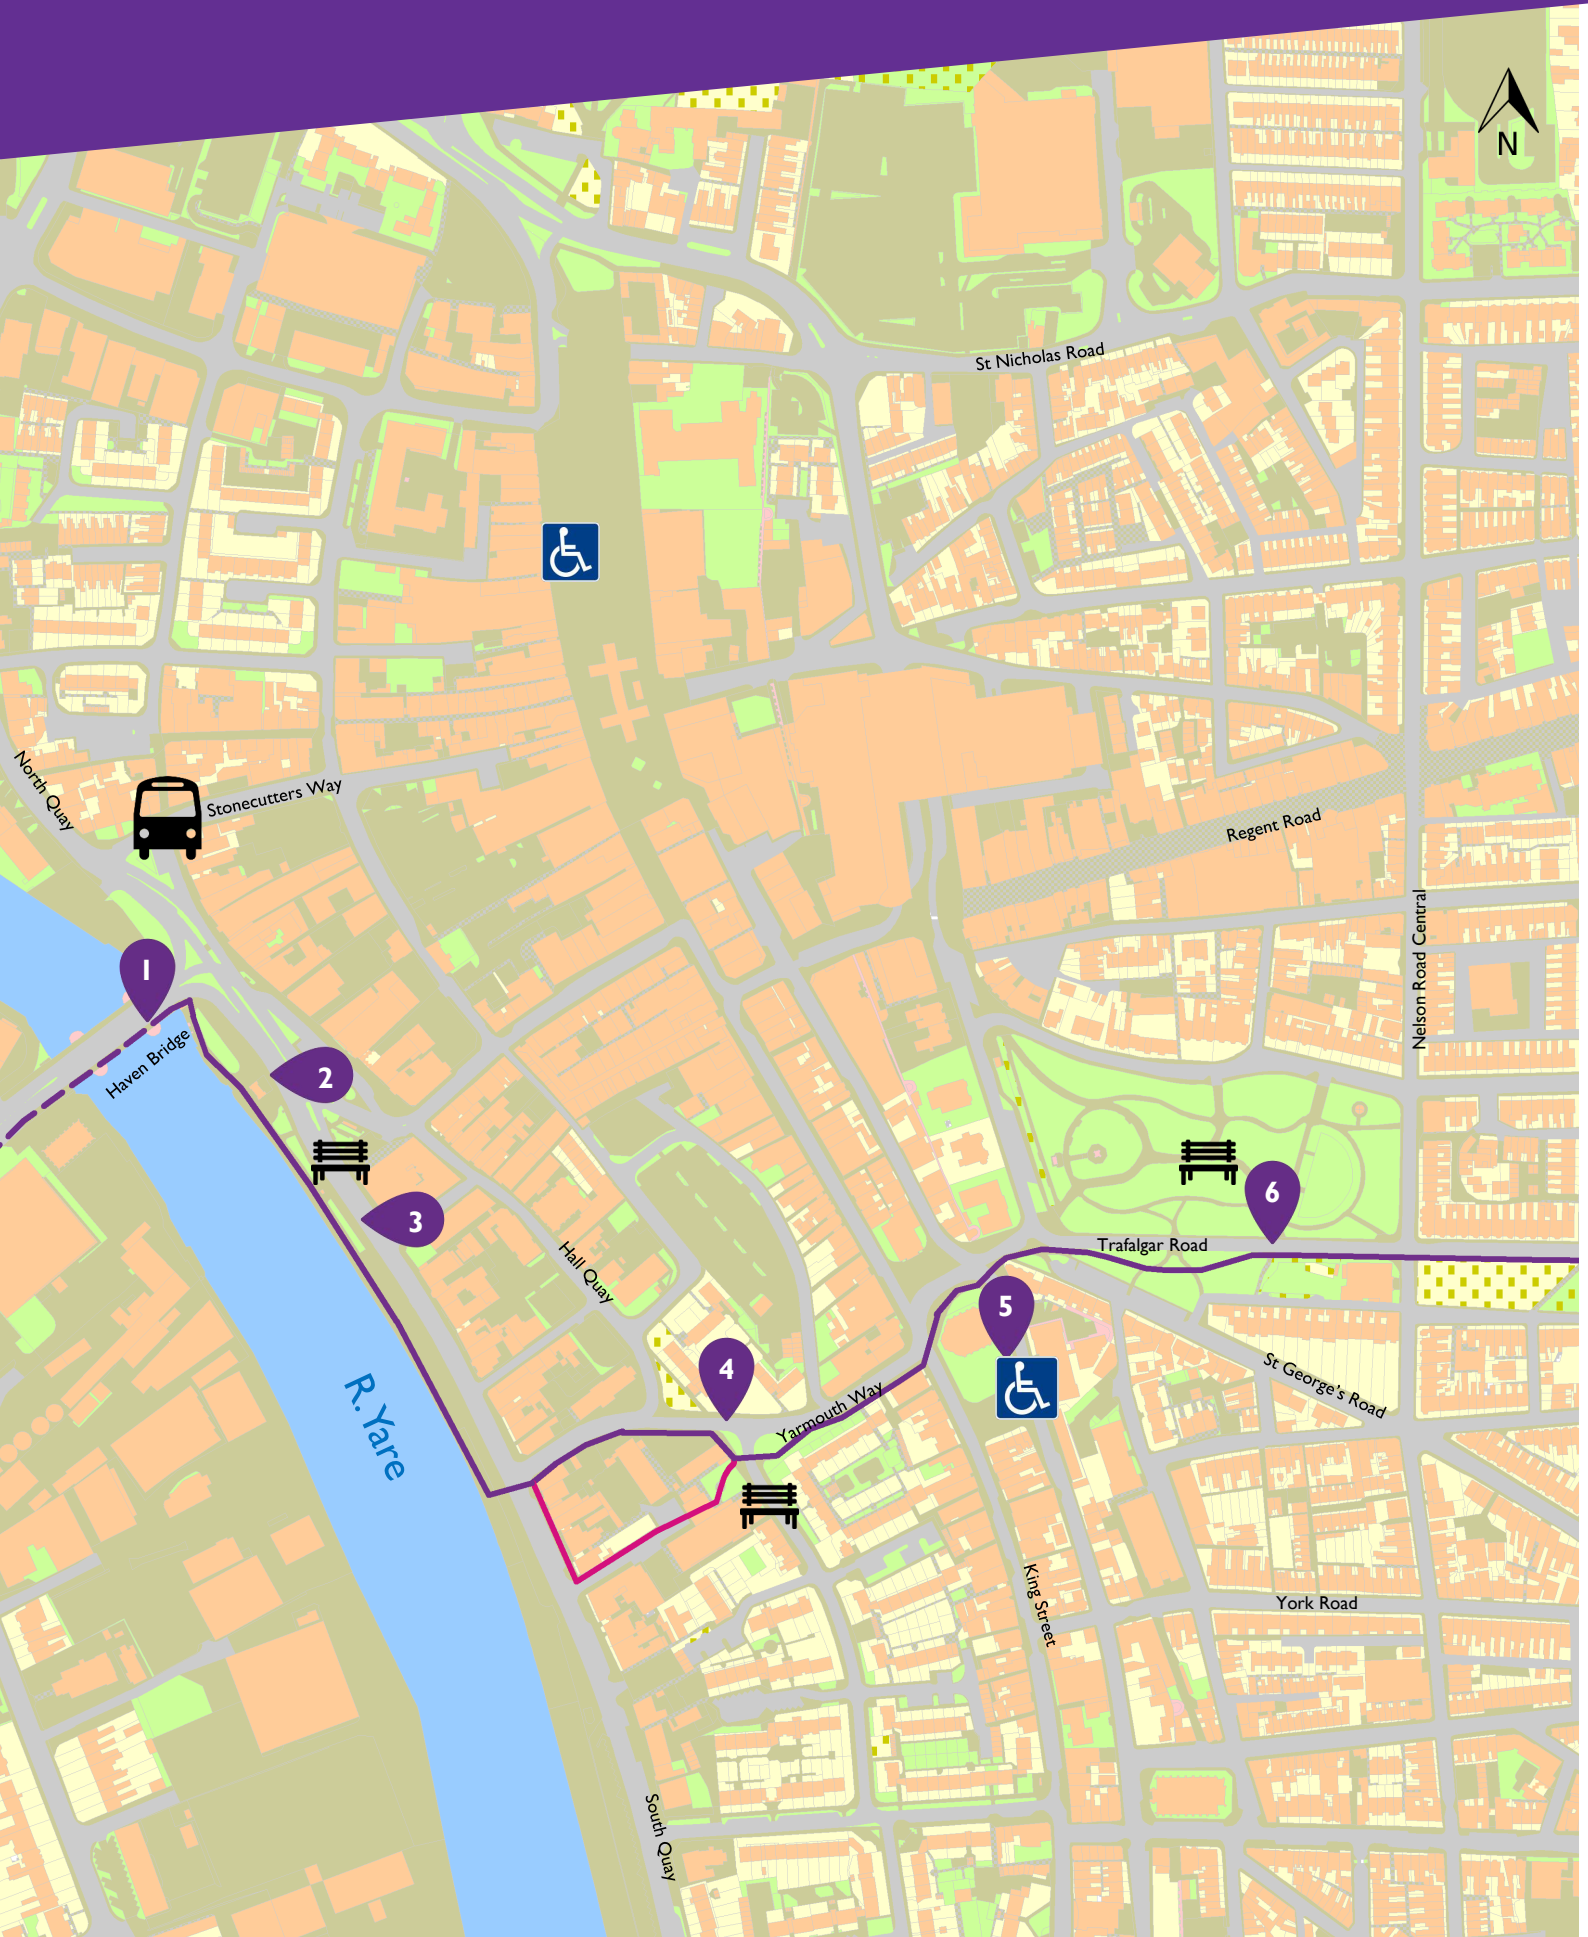 N
St Nicholas Road
North Quay
Stonecutters Way
Regent Road
Nelson Road Central
1
Haven Bridge
2
3
6
Trafalgar Road
Hall Quay
5
4
St George's Road
R. Yare
Yarmouth Way
King Street
York Road
South Quay